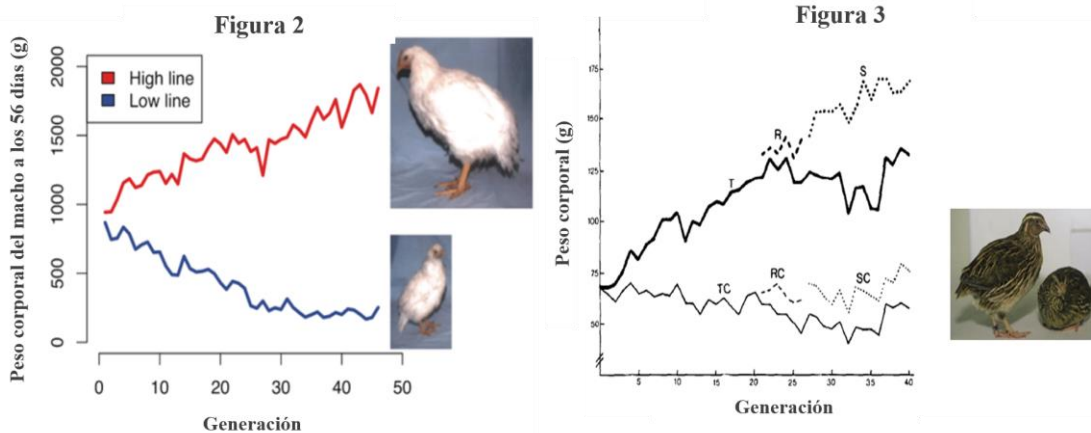 Figura 2
Peso corporal del macho a los 56 días (g)
2000
1500
1000
500
0
High line
Low line
0 10 20 30 40 50
Generación
Figura 3
Peso corporal (g)
175
150
125
100
75
50
S
R
T
RC
SC
TC
5 10 15 20 25 30 35 40
Generación